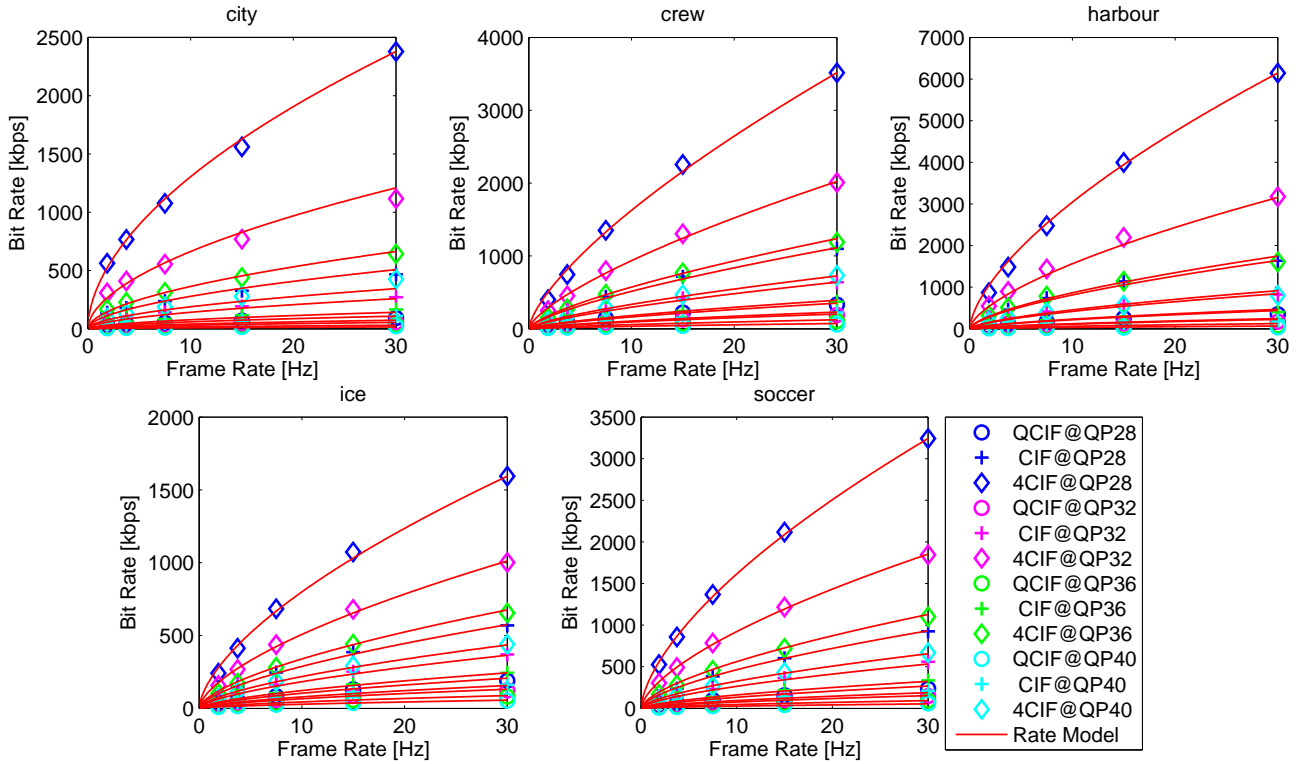 city
2500
2000
1500
1000
500
0
0
10
20
30
Bit Rate [kbps]
Frame Rate [Hz]
crew
4000
3000
2000
1000
0
0
10
20
30
Bit Rate [kbps]
Frame Rate [Hz]
harbour
7000
6000
5000
4000
3000
2000
1000
0
0
10
20
30
Bit Rate [kbps]
Frame Rate [Hz]
ice
2000
1500
1000
500
0
0
10
20
30
Bit Rate [kbps]
Frame Rate [Hz]
soccer
3500
3000
2500
2000
1500
1000
500
0
0
10
20
30
Bit Rate [kbps]
Frame Rate [Hz]
QCIF@QP28
CIF@QP28
4CIF@QP28
QCIF@QP32
CIF@QP32
4CIF@QP32
QCIF@QP36
CIF@QP36
4CIF@QP36
QCIF@QP40
CIF@QP40
4CIF@QP40
Rate Model